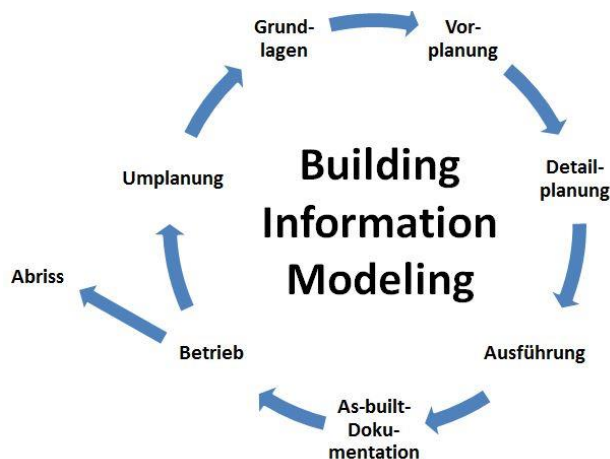 Grund-
lagen
Vor-
planung
Detail-
planung
Ausführung
As-built-
Doku-
mentation
Betrieb
Abriss
Umplanung
Building
Information
Modeling